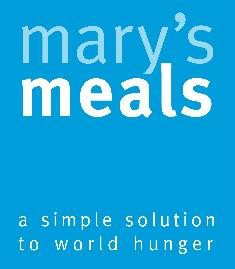 mary's
meals
a simple solution
to world hunger